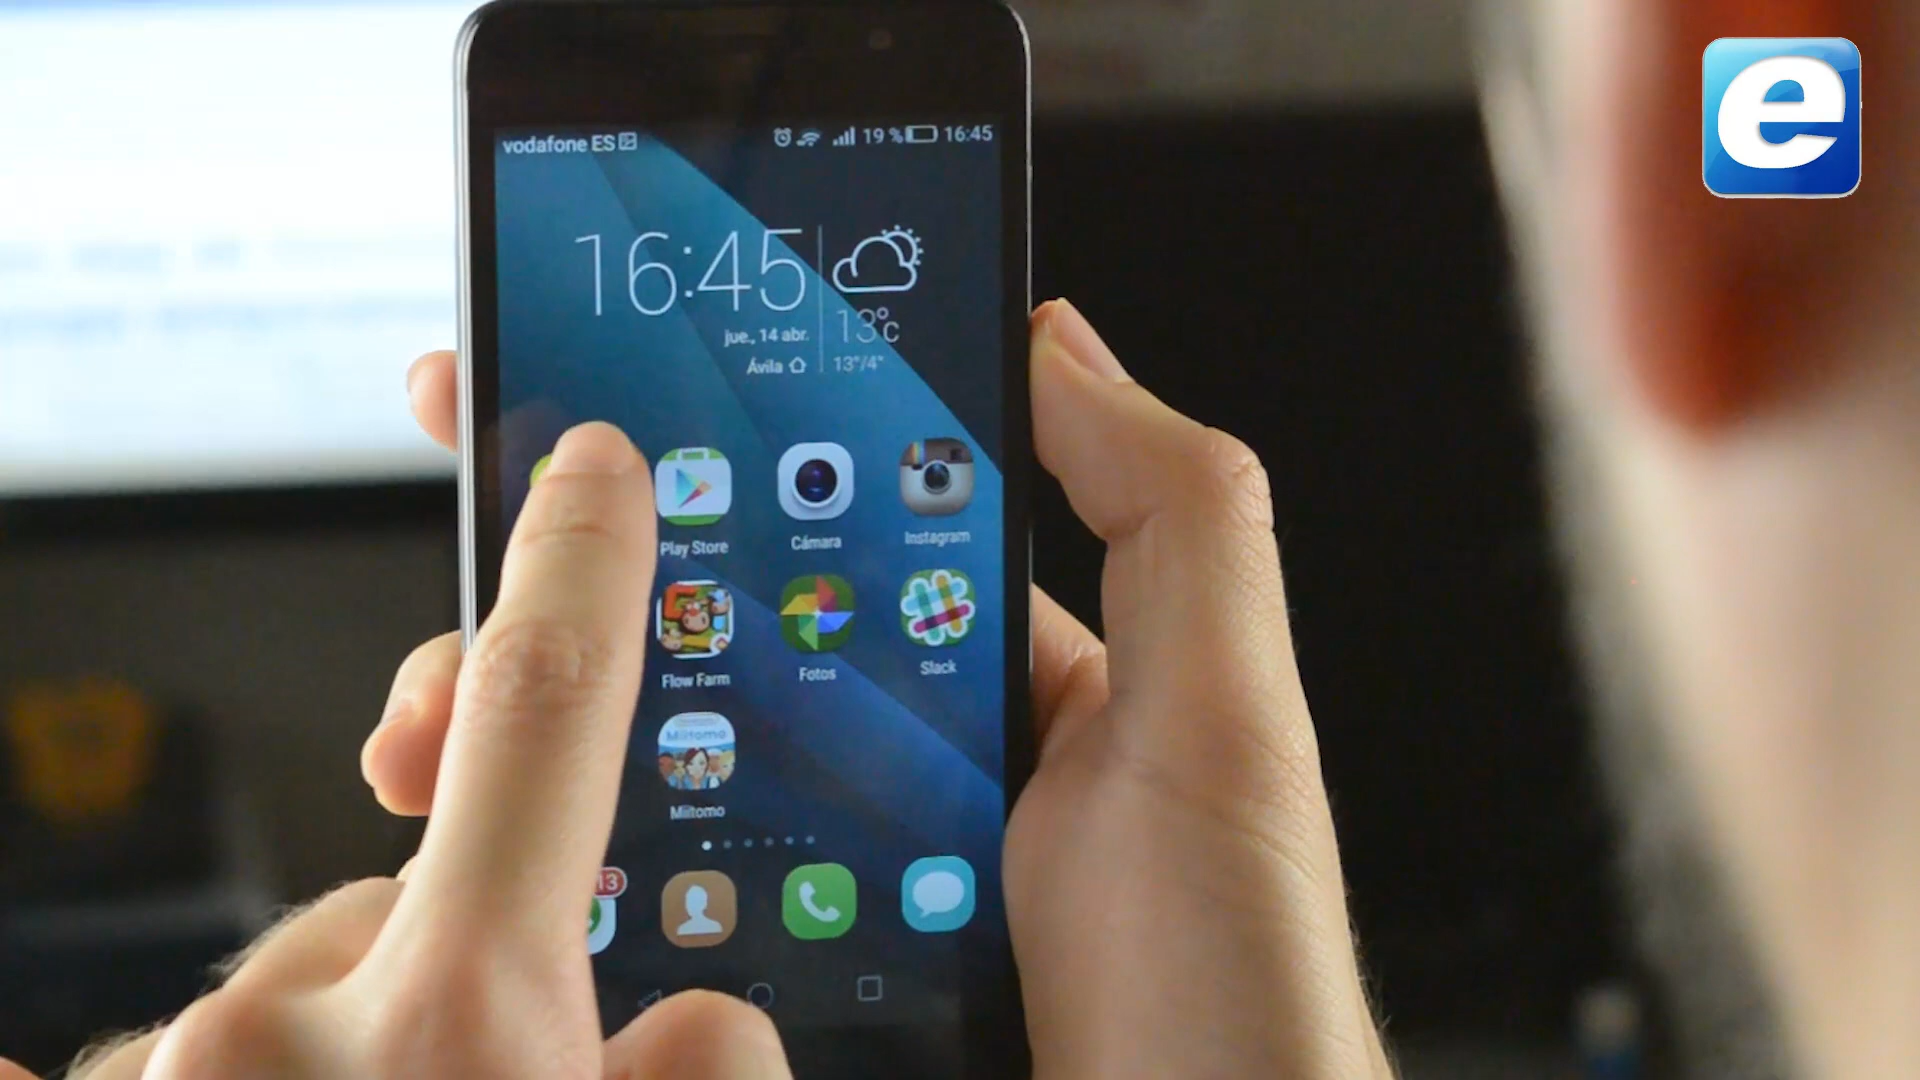 vodafone ES
19 % 16:45
16:45
13°c
jue., 14 abr.
Ávila
13°/4°
Play Store
Cámara
Instagram
Flow Farm
Fotos
Slack
Miitomo
Miitomo
13
e